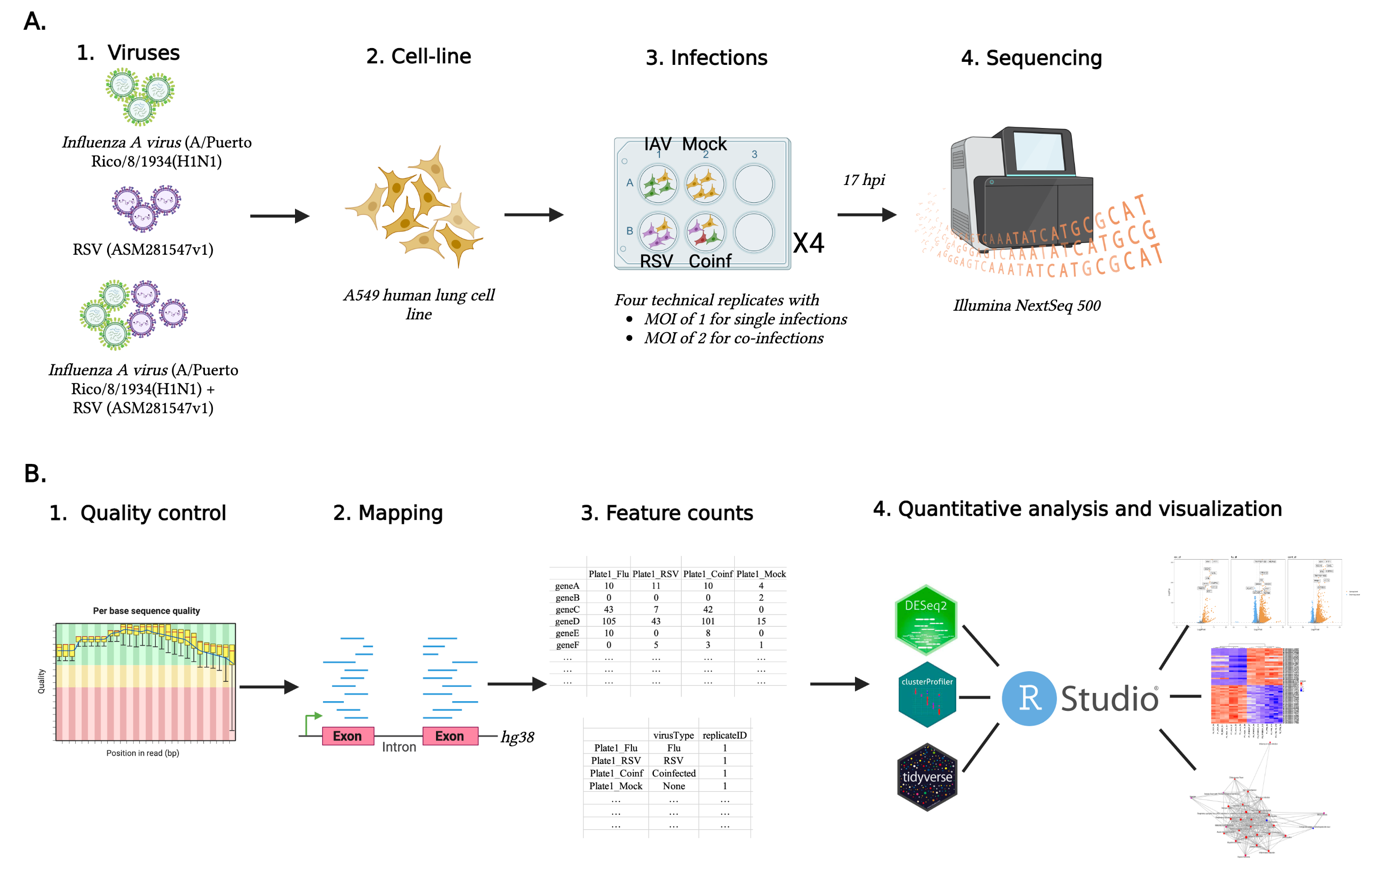 A.
1. Viruses
2. Cell-line
3. Infections
4. Sequencing
Influenza A virus (A/Puerto
Rico/8/1934(H1N1)
RSV (ASM281547v1)
Influenza A virus (A/Puerto
Rico/8/1934(H1N1) +
RSV (ASM281547v1)
A549 human lung cell
line
IAV Mock
1 2 3
A
B
RSV Coinf
X4
Four technical replicates with
• MOI of 1 for single infections
• MOI of 2 for co-infections
17 hpi
Illumina NextSeq 500
B.
1. Quality control
2. Mapping
3. Feature counts
4. Quantitative analysis and visualization
Per base sequence quality
Quality
Position in read (bp)
Exon
Intron
Exon
hg38
Plate1_Flu Plate1_RSV Plate1_Coinf Plate1_Mock
geneA 10 11 10 4
geneB 0 0 0 2
geneC 43 7 42 0
geneD 105 43 101 15
geneE 10 0 8 0
geneF 0 5 3 1
... ... ... ... ...
... ... ... ... ...
... ... ... ... ...
virusType replicateID
Plate1_Flu Flu 1
Plate1_RSV RSV 1
Plate1_Coinf Coinfected 1
Plate1_Mock None 1
... ... ...
... ... ...
... ... ...
DESeq2
clusterProfiler
tidyverse
R Studio®